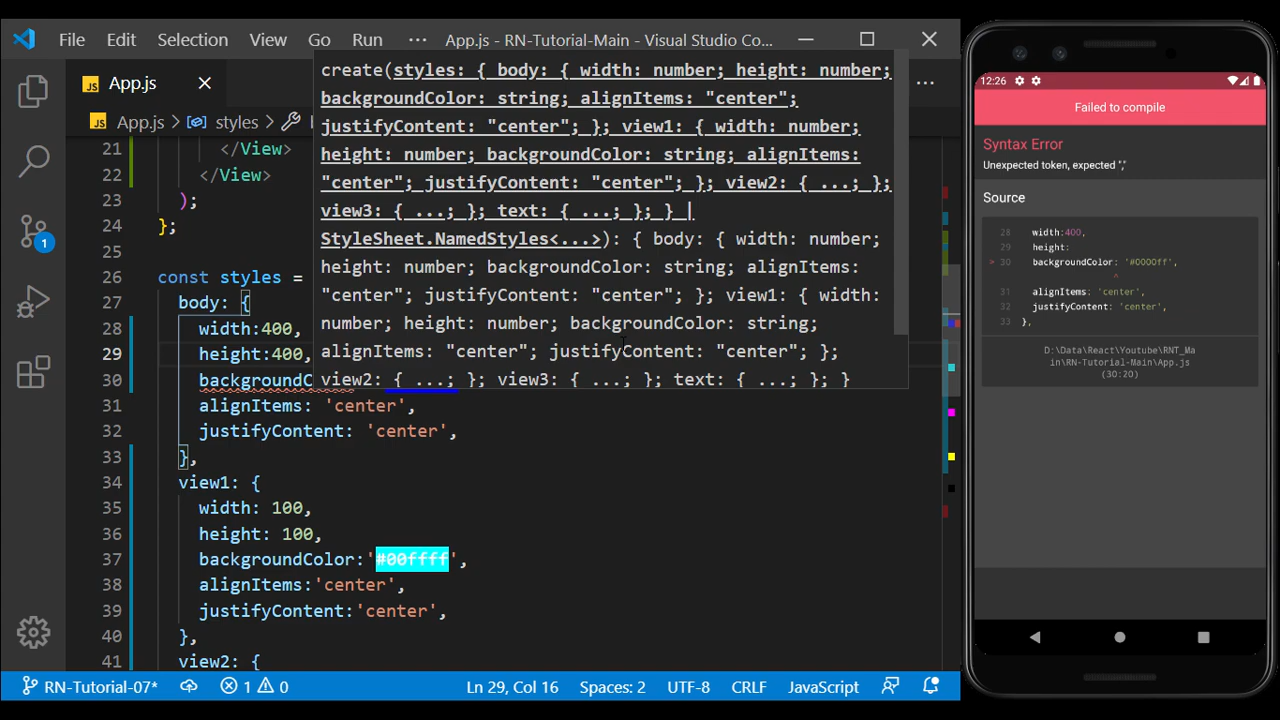 File Edit Selection View Go Run ··· App.js - RN-Tutorial-Main - Visual Studio Co...
JS App.js
JS App.js > styles >
create(styles: { body: { width: number; height: number;
backgroundColor: string; alignItems: "center";
justifyContent: "center"; }; view1: { width: number;
height: number; backgroundColor: string; alignItems:
"center"; justifyContent: "center"; }; view2: { ...; };
view3: { ...; }; text: { ...; }; } |
StyleSheet.NamedStyles<...>): { body: { width: number;
height: number; backgroundColor: string; alignItems:
"center"; justifyContent: "center"; }; view1: { width:
number; height: number; backgroundColor: string;
alignItems: "center"; justifyContent: "center"; };
view2: { ...; }; view3: { ...; }; text: { ...; }; }
21 </View>
22 </View>
23 );
24 };
25
26 const styles =
27 body: {
28 width:400,
29 height:400,
30 backgroundC
31 alignItems: 'center',
32 justifyContent: 'center',
33 },
34 view1: {
35 width: 100,
36 height: 100,
37 backgroundColor:'#00ffff',
38 alignItems:'center',
39 justifyContent:'center',
40 },
41 view2: {
1
RN-Tutorial-07* 1 0 Ln 29, Col 16 Spaces: 2 UTF-8 CRLF JavaScript
12:26
Failed to compile
Syntax Error
Unexpected token, expected ","
Source
28 width:400,
29 height:
> 30 backgroundColor: '#0000ff',
^
31 alignItems: 'center',
32 justifyContent: 'center',
33 },
D:\Data\React\Youtube\RNT_Ma
in\RN-Tutorial-Main\App.js
(30:20)